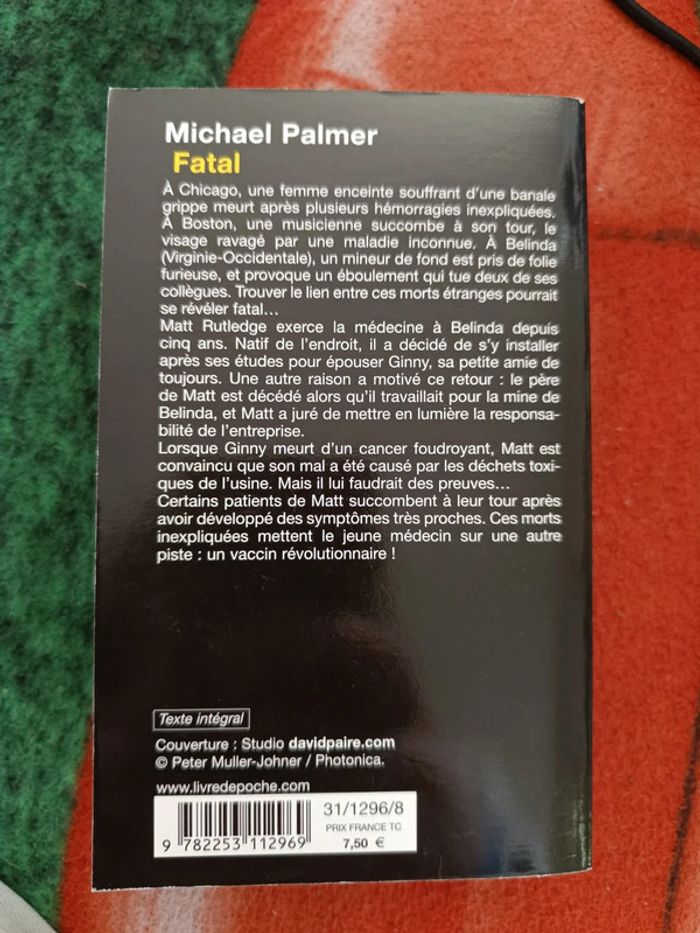 Michael Palmer
Fatal
À Chicago, une femme enceinte souffrant d'une banale
grippe meurt après plusieurs hémorragies inexpliquées.
À Boston, une musicienne succombe à son tour, le
visage ravagé par une maladie inconnue. À Belinda
(Virginie-Occidentale), un mineur de fond est pris de folie
furieuse, et provoque un éboulement qui tue deux de ses
collègues. Trouver le lien entre ces morts étranges pourrait
se révéler fatal…
Matt Rutledge exerce la médecine à Belinda depuis
cinq ans. Natif de l'endroit, il a décidé de s'y installer
après ses études pour épouser Ginny, sa petite amie de
toujours. Une autre raison a motivé ce retour : le père
de Matt est décédé alors qu'il travaillait pour la mine de
Belinda, et Matt a juré de mettre en lumière la responsa-
bilité de l'entreprise.
Lorsque Ginny meurt d'un cancer foudroyant, Matt est
convaincu que son mal a été causé par les déchets toxi-
ques de l'usine. Mais il lui faudrait des preuves…
Certains patients de Matt succombent à leur tour après
avoir développé des symptômes très proches. Ces morts
inexpliquées mettent le jeune médecin sur une autre
piste : un vaccin révolutionnaire !
Texte intégral
Couverture : Studio davidpaire.com
© Peter Muller-Johner / Photonica.
www.livredepoche.com
31/1296/8
PRIX FRANCE TC
7,50 €
9 782253 112969